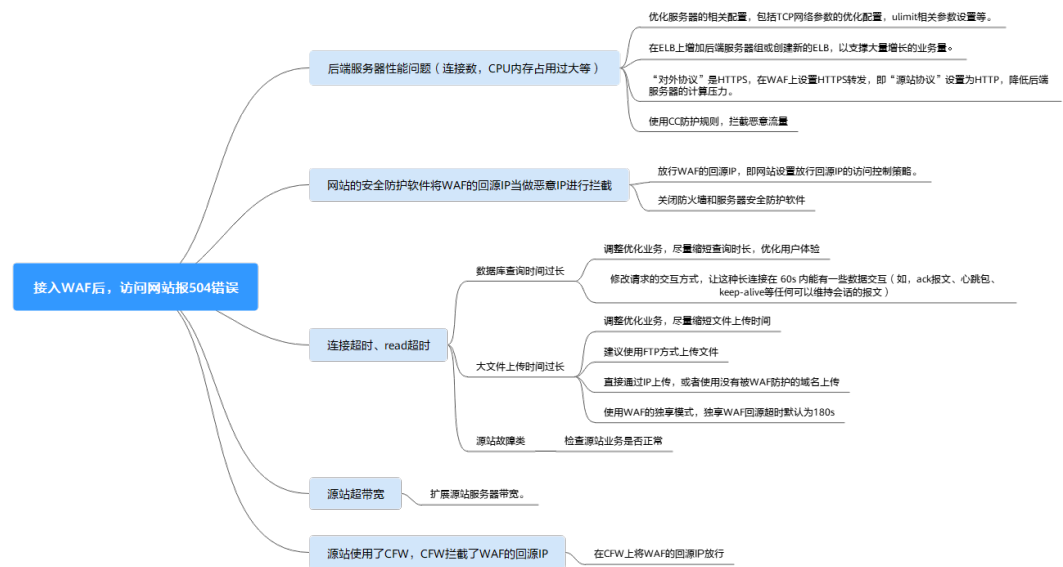 接入WAF后，访问网站报504错误
后端服务器性能问题（连接数，CPU内存占用过大等）
优化服务器的相关配置，包括TCP网络参数的优化配置，ulimit相关参数设置等。
在ELB上增加后端服务器组或创建新的ELB，以支撑大量增长的业务量。
“对外协议”是HTTPS，在WAF上设置HTTPS转发，即“源站协议”设置为HTTP，降低后端
服务器的计算压力。
使用CC防护规则，拦截恶意流量
网站的安全防护软件将WAF的回源IP当做恶意IP进行拦截
放行WAF的回源IP，即网站设置放行回源IP的访问控制策略。
关闭防火墙和服务器安全防护软件
连接超时、read超时
数据库查询时间过长
调整优化业务，尽量缩短查询时长，优化用户体验
修改请求的交互方式，让这种长连接在 60s 内能有一些数据交互（如，ack报文、心跳包、
keep-alive等任何可以维持会话的报文）
大文件上传时间过长
调整优化业务，尽量缩短文件上传时间
建议使用FTP方式上传文件
直接通过IP上传，或者使用没有被WAF防护的域名上传
使用WAF的独享模式，独享WAF回源超时默认为180s
源站故障类
检查源站业务是否正常
源站超带宽
扩展源站服务器带宽。
源站使用了CFW，CFW拦截了WAF的回源IP
在CFW上将WAF的回源IP放行